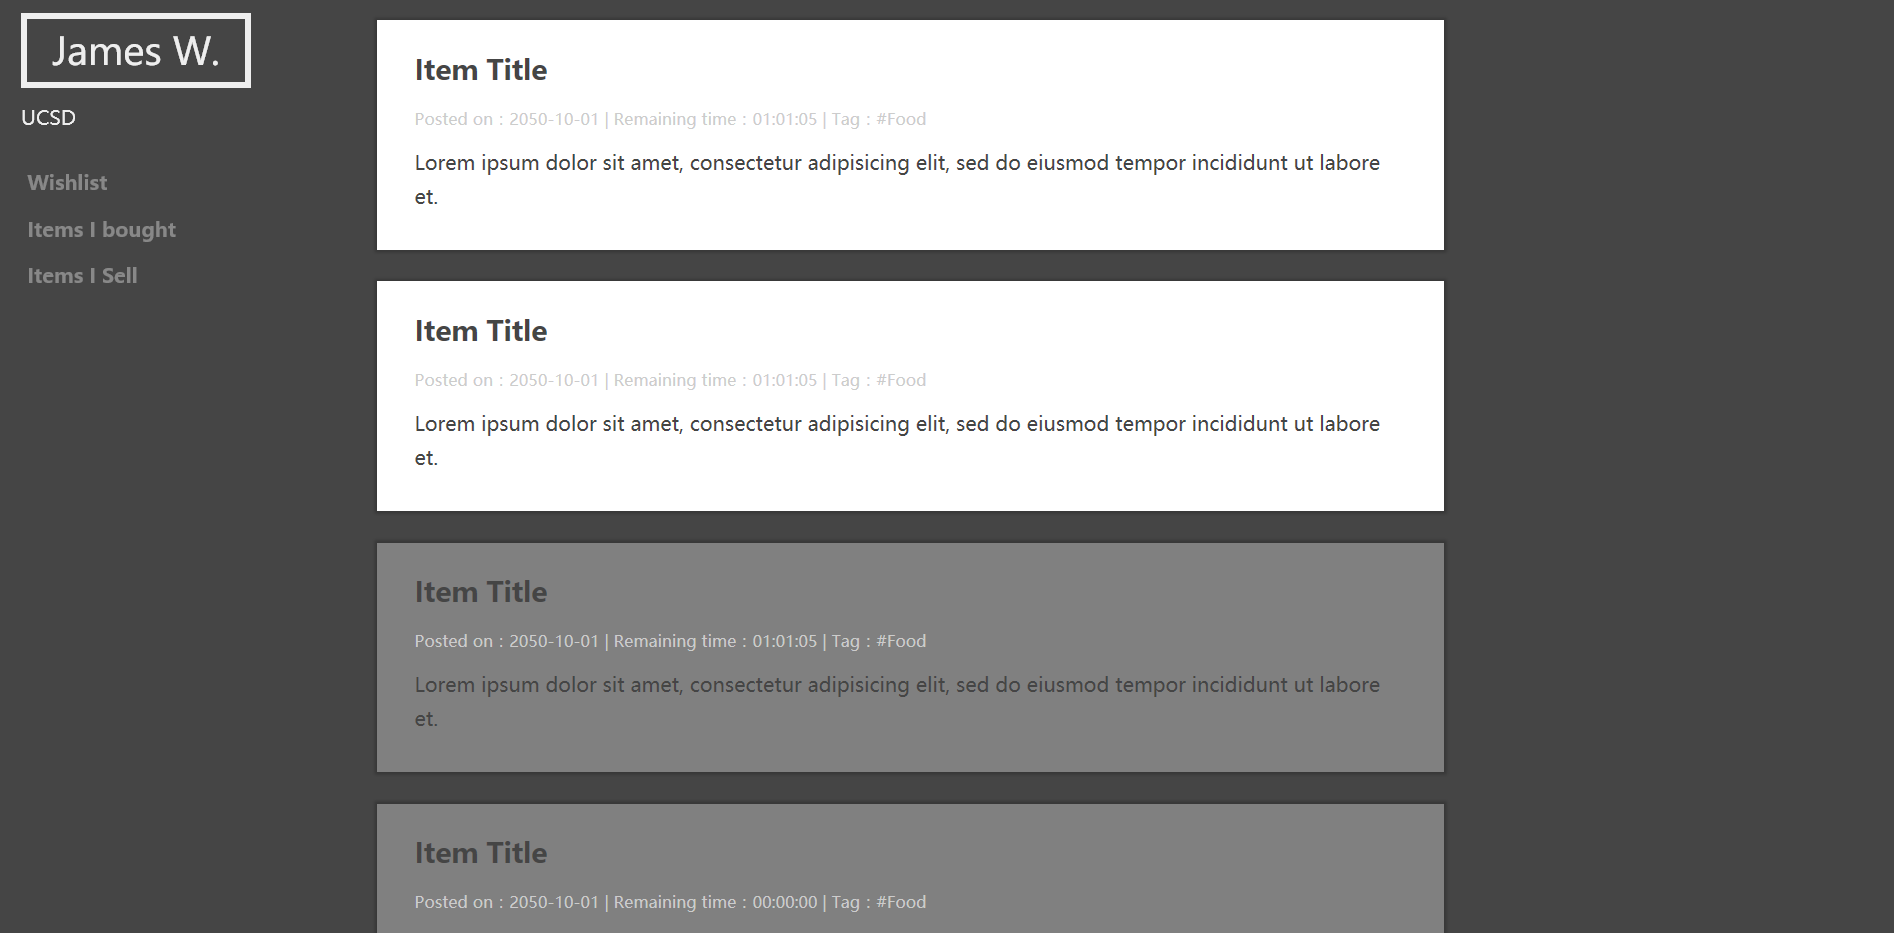 James W.
UCSD
Wishlist
Items I bought
Items I Sell
Item Title
Posted on : 2050-10-01 | Remaining time : 01:01:05 | Tag : #Food
Lorem ipsum dolor sit amet, consectetur adipisicing elit, sed do eiusmod tempor incididunt ut labore
et.
Item Title
Posted on : 2050-10-01 | Remaining time : 01:01:05 | Tag : #Food
Lorem ipsum dolor sit amet, consectetur adipisicing elit, sed do eiusmod tempor incididunt ut labore
et.
Item Title
Posted on : 2050-10-01 | Remaining time : 01:01:05 | Tag : #Food
Lorem ipsum dolor sit amet, consectetur adipisicing elit, sed do eiusmod tempor incididunt ut labore
et.
Item Title
Posted on : 2050-10-01 | Remaining time : 00:00:00 | Tag : #Food